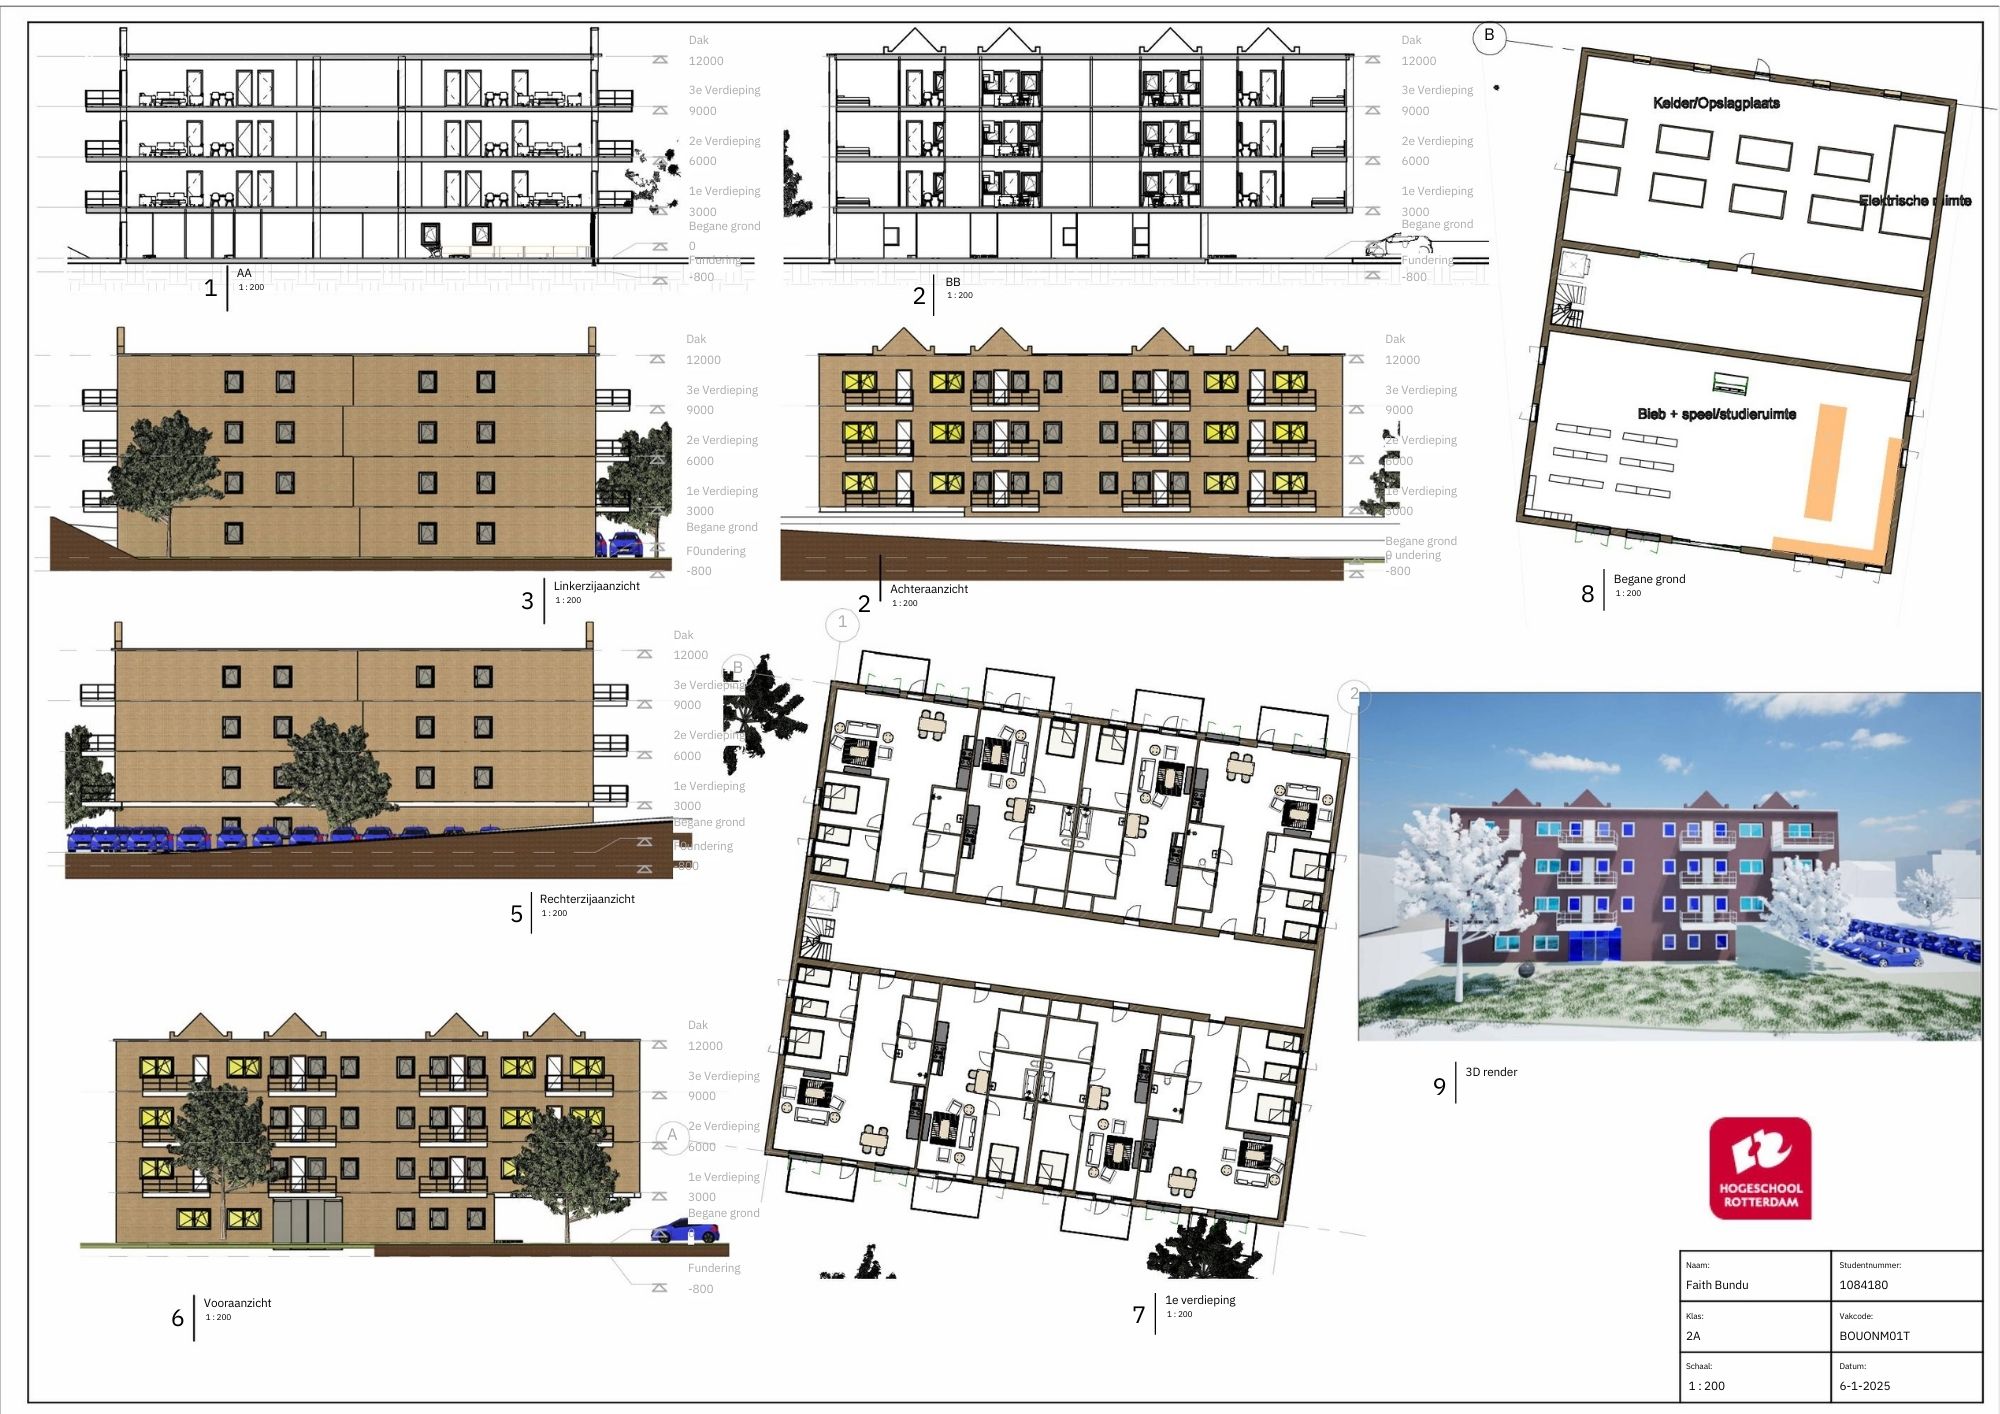 Dak
12000
3e Verdieping
9000
2e Verdieping
6000
1e Verdieping
3000
Begane grond
0
Fundering
-800
1
AA
1 : 200
Dak
12000
3e Verdieping
9000
2e Verdieping
6000
1e Verdieping
3000
Begane grond
Fundering
-800
2
BB
1 : 200
B
Kelder/Opslagplaats
Elektrische ruimte
Bieb + speel/studieruimte
8
Begane grond
1 : 200
Dak
12000
3e Verdieping
9000
2e Verdieping
6000
1e Verdieping
3000
Begane grond
F0undering
-800
3
Linkerzijaanzicht
1 : 200
Dak
12000
3e Verdieping
9000
2e Verdieping
6000
1e Verdieping
3000
Begane grond
0 undering
-800
2
Achteraanzicht
1 : 200
Dak
12000
3e Verdieping
9000
2e Verdieping
6000
1e Verdieping
3000
Begane grond
F0undering
-800
5
Rechterzijaanzicht
1 : 200
1
B
2
A
7
1e verdieping
1 : 200
9
3D render
Dak
12000
3e Verdieping
9000
2e Verdieping
6000
1e Verdieping
3000
Begane grond
0
Fundering
-800
6
Vooraanzicht
1 : 200
HOGESCHOOL
ROTTERDAM
Naam:
Faith Bundu
Studentnummer:
1084180
Klas:
2A
Vakcode:
BOUONM01T
Schaal:
1 : 200
Datum:
6-1-2025